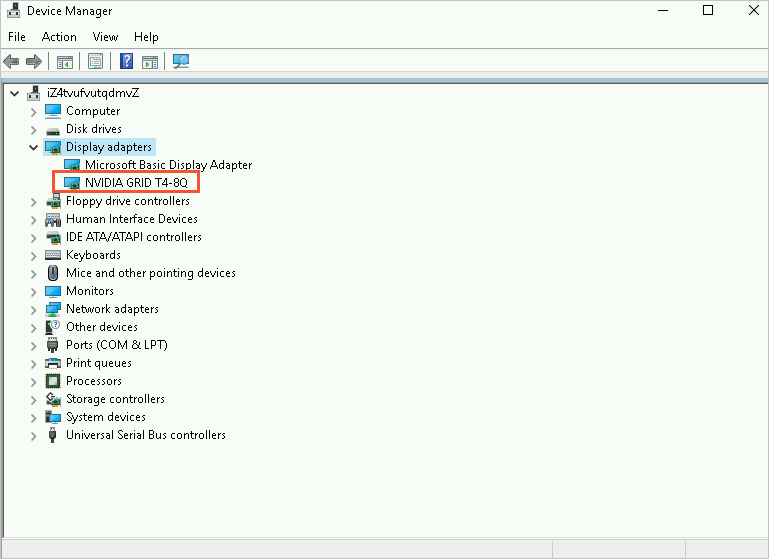 Device Manager
File Action View Help
iZ4tvufvutqdmvZ
Computer
Disk drives
Display adapters
Microsoft Basic Display Adapter
NVIDIA GRID T4-8Q
Floppy drive controllers
Human Interface Devices
IDE ATA/ATAPI controllers
Keyboards
Mice and other pointing devices
Monitors
Network adapters
Other devices
Ports (COM & LPT)
Print queues
Processors
Storage controllers
System devices
Universal Serial Bus controllers